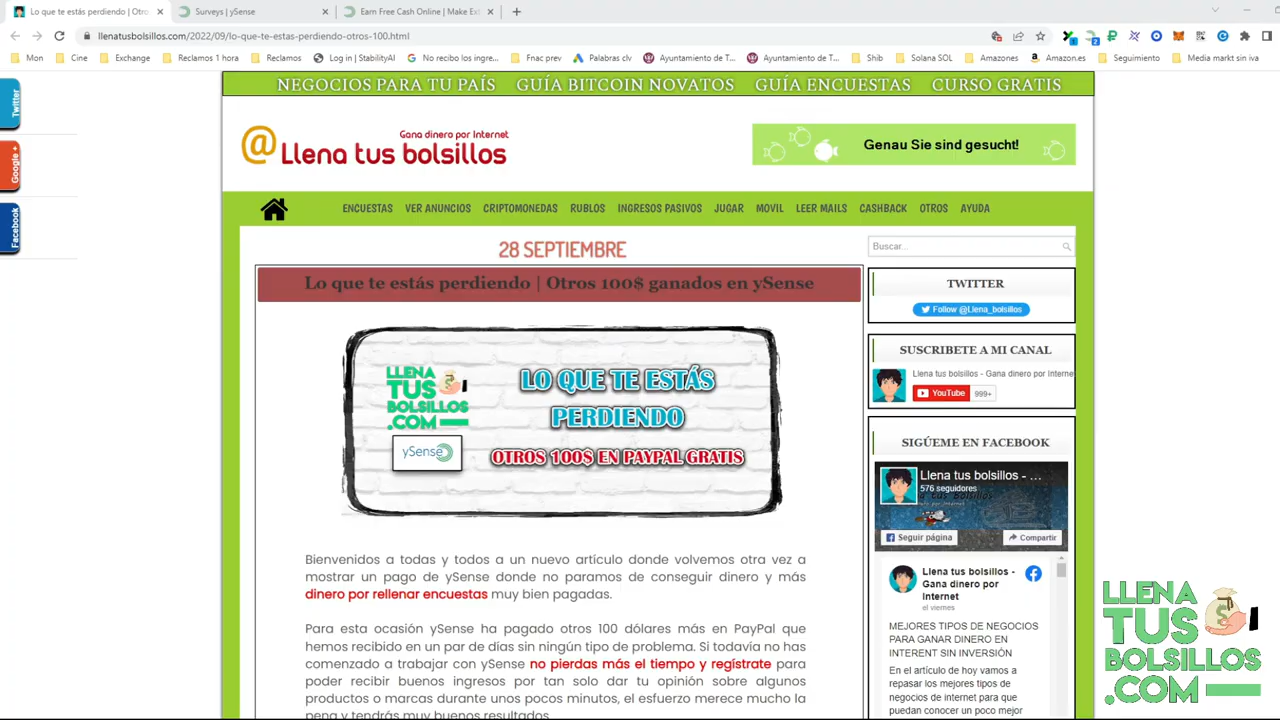 Lo que te estás perdiendo | Otro
Surveys | ySense
Earn Free Cash Online | Make Ext
llenatusbolsillos.com/2022/09/lo-que-te-estas-perdiendo-otros-100.html
Mon
Cine
Exchange
Reclamos 1 hora
Reclamos
Log in | StabilityAI
No recibo los ingre...
Fnac prev
Palabras clv
Ayuntamiento de T...
Ayuntamiento de T...
Shib
Solana SOL
Amazones
Amazon.es
Seguimiento
Media markt sin iva
Twitter
Google +
Facebook
NEGOCIOS PARA TU PAÍS
GUÍA BITCOIN NOVATOS
GUÍA ENCUESTAS
CURSO GRATIS
Gana dinero por Internet
@Llena tus bolsillos
Genau Sie sind gesucht!
ENCUESTAS
VER ANUNCIOS
CRIPTOMONEDAS
RUBLOS
INGRESOS PASIVOS
JUGAR
MOVIL
LEER MAILS
CASHBACK
OTROS
AYUDA
28 SEPTIEMBRE
Lo que te estás perdiendo | Otros 100$ ganados en ySense
LLENA
TUS
BOLSILLOS
.COM
ySense
LO QUE TE ESTÁS
PERDIENDO
OTROS 100$ EN PAYPAL GRATIS
Bienvenidos a todas y todos a un nuevo artículo donde volvemos otra vez a
mostrar un pago de ySense donde no paramos de conseguir dinero y más
dinero por rellenar encuestas muy bien pagadas.
Para esta ocasión ySense ha pagado otros 100 dólares más en PayPal que
hemos recibido en un par de días sin ningún tipo de problema. Si todavía no has
comenzado a trabajar con ySense no pierdas más el tiempo y regístrate para
poder recibir buenos ingresos por tan solo dar tu opinión sobre algunos
productos o marcas durante unos pocos minutos, el esfuerzo merece mucho la
pena y tendrás muy buenos resultados.
Buscar...
TWITTER
Follow @Llena_bolsillos
SUSCRIBETE A MI CANAL
Llena tus bolsillos - Gana dinero por Interne
YouTube
999+
SIGÚEME EN FACEBOOK
Llena tus bolsillos - ...
576 seguidores
Seguir página
Compartir
Llena tus bolsillos -
Gana dinero por
Internet
el viernes
MEJORES TIPOS DE NEGOCIOS
PARA GANAR DINERO EN
INTERENT SIN INVERSIÓN
En el artículo de hoy vamos a
repasar los mejores tipos de
negocios de internet para que
puedan conocer un poco mejor
LLENA
TUS
BOLSILLOS
.COM